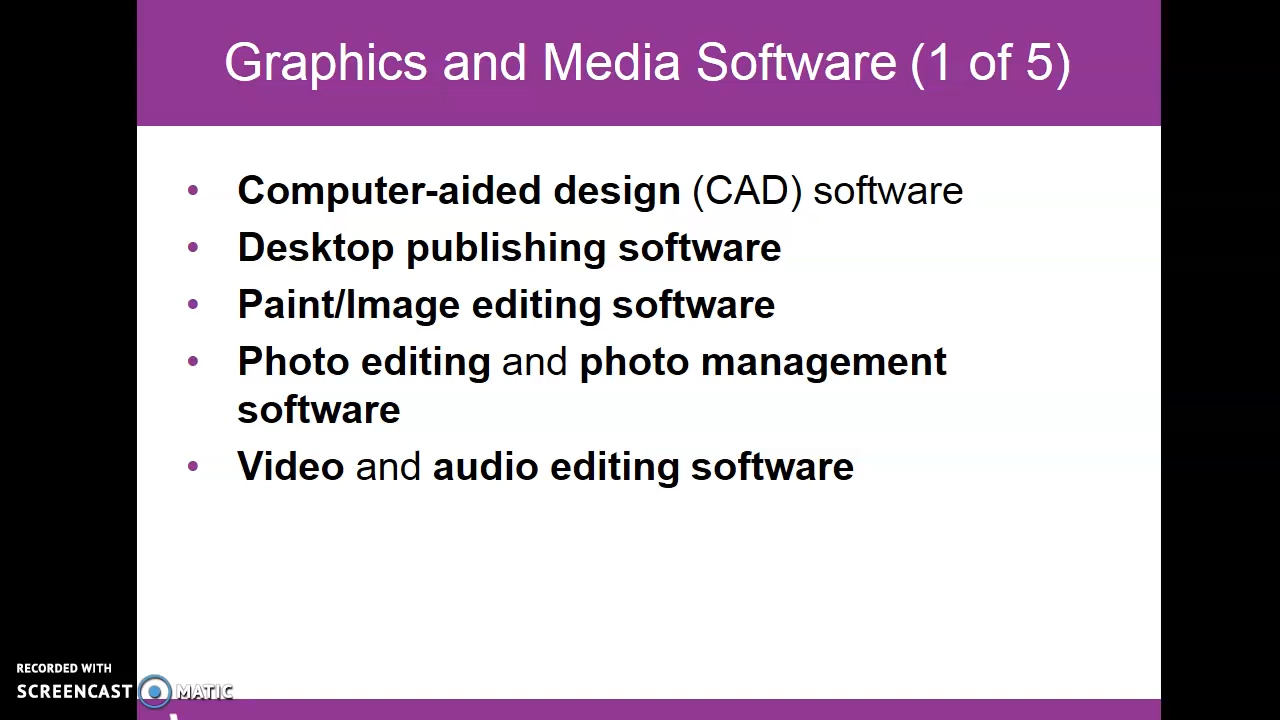 Graphics and Media Software (1 of 5)
• Computer-aided design (CAD) software
• Desktop publishing software
• Paint/Image editing software
• Photo editing and photo management
software
• Video and audio editing software
RECORDED WITH
SCREENCAST MATIC